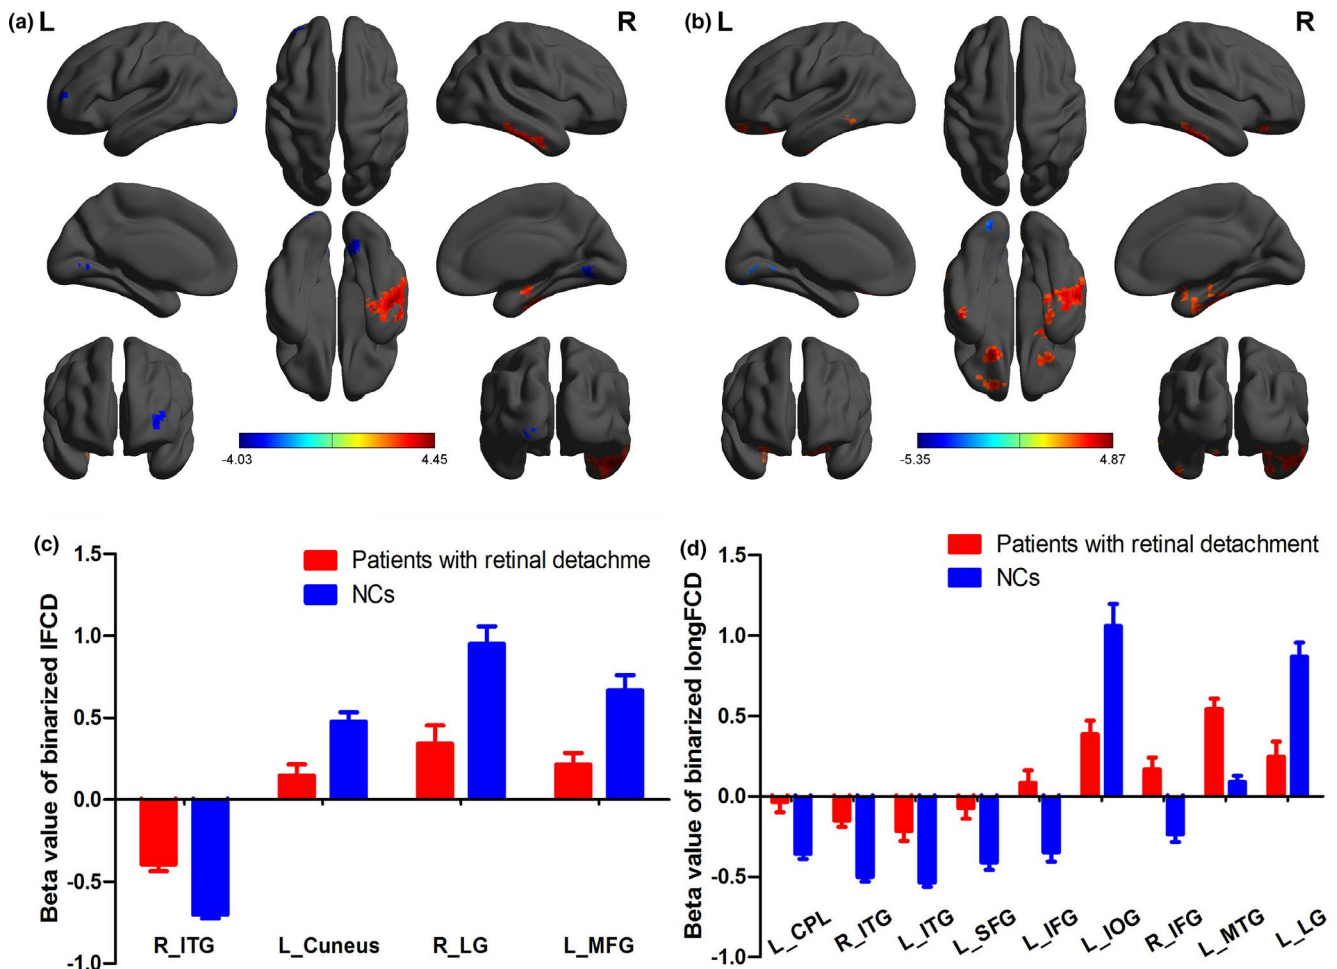 (a) L R
-4.03 4.45
(b) L R
-5.35 4.87
(c)
Patients with retinal detachme
NCs
Beta value of binarized lFCD
1.5
1.0
0.5
0.0
-0.5
-1.0
R_ITG L_Cuneus R_LG L_MFG
(d)
Patients with retinal detachment
NCs
Beta value of binarized longFCD
1.5
1.0
0.5
0.0
-0.5
-1.0
L_CPL R_ITG L_ITG L_SFG L_IFG L_IOG R_IFG L_MTG L_LG